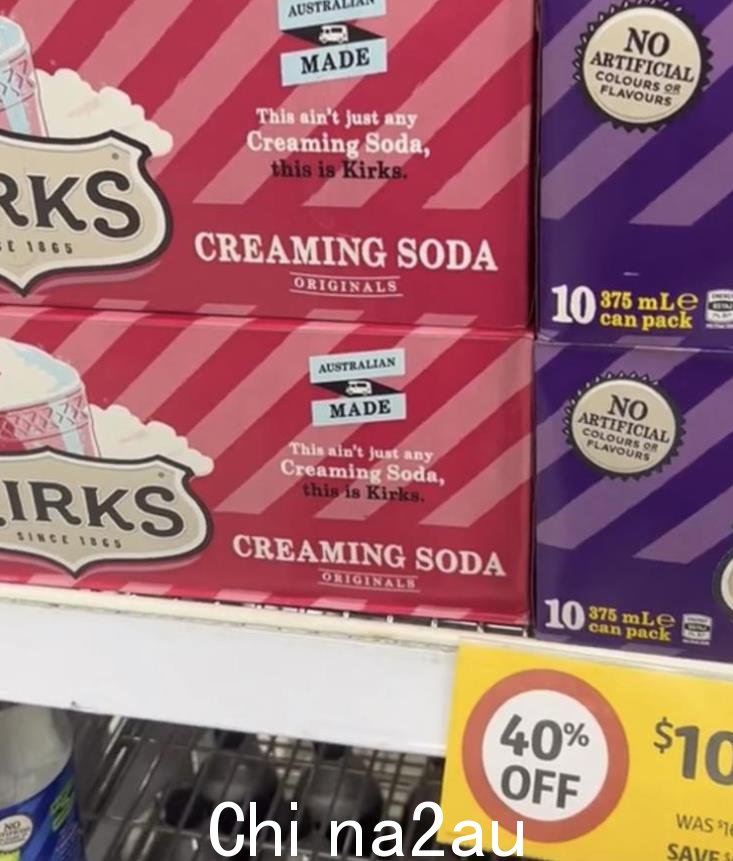 AUSTRALIAN
MADE
This ain't just any
Creaming Soda,
this is Kirks.
RKS
CREAMING SODA
ORIGINALS
NO
ARTIFICIAL
COLOURS OR
FLAVOURS
10 375 mLe
can pack
AUSTRALIAN
MADE
This ain't just any
Creaming Soda,
this is Kirks.
IRKS
SINCE 1865
CREAMING SODA
ORIGINALS
NO
ARTIFICIAL
COLOURS OR
FLAVOURS
10 375 mLe
can pack
40%
OFF
$10
WAS
SAVE
NO
Chi na2au